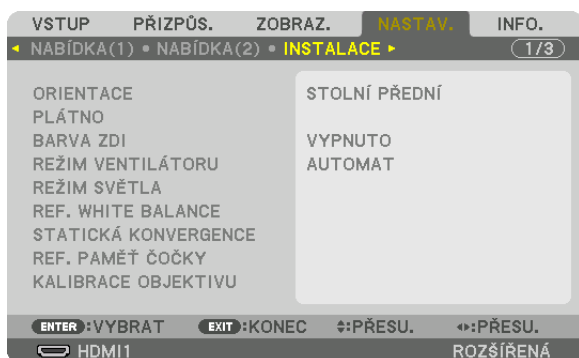 VSTUP PŘIZPŮS. ZOBRAZ. NASTAV. INFO.
◂ NABÍDKA(1) • NABÍDKA(2) • INSTALACE ▸ 1/3
ORIENTACE STOLNÍ PŘEDNÍ
PLÁTNO
BARVA ZDI VYPNUTO
REŽIM VENTILÁTORU AUTOMAT
REŽIM SVĚTLA
REF. WHITE BALANCE
STATICKÁ KONVERGENCE
REF. PAMĚŤ ČOČKY
KALIBRACE OBJEKTIVU
ENTER :VYBRAT EXIT :KONEC :PŘESU. :PŘESU.
HDMI1 ROZŠÍŘENÁ